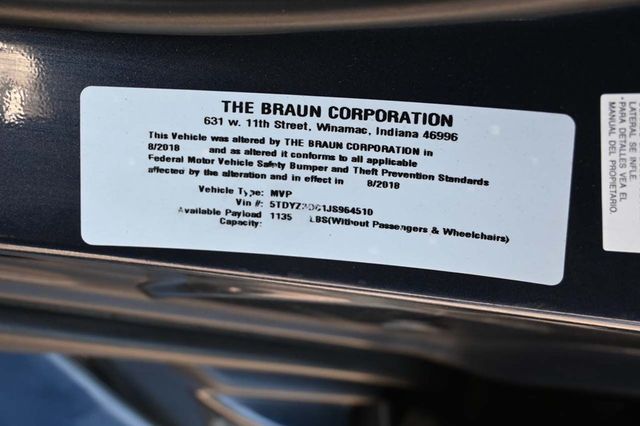 THE BRAUN CORPORATION
631 w. 11th Street, Winamac, Indiana 46996
This Vehicle was altered by THE BRAUN CORPORATION in
8/2018 and as altered it conforms to all applicable
Federal Motor Vehicle Safety Bumper and Theft Prevention Standards
affected by the alteration and in effect in 8/2018
Vehicle Type: MVP
Vin #:
Available Payload 1135 LBS(Without Passengers & Wheelchairs)
Capacity:
LATERAL SE INFLE.
•PARA DETALLES VEA EL
MANUAL DEL PROPIETARIO.